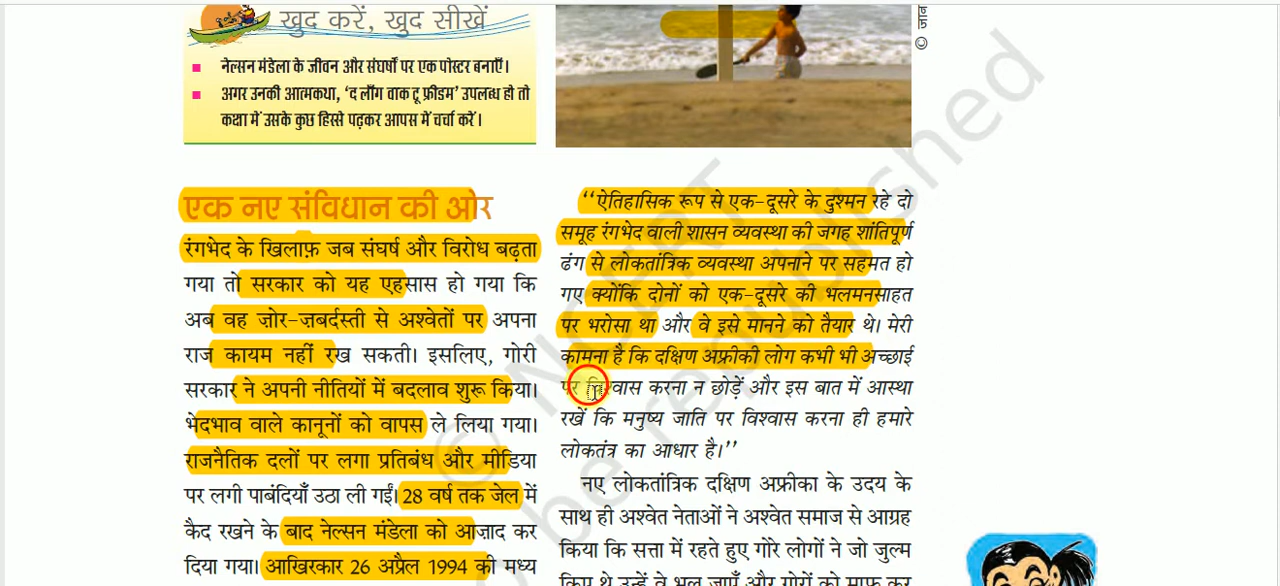 खुद करें, खुद सीखें
नेल्सन मंडेला के जीवन और संघर्षों पर एक पोस्टर बनाएँ।
अगर उनकी आत्मकथा, ‘द लौंग वाक टू फ्रीडम’ उपलब्ध हो तो
कक्षा में उसके कुछ हिस्से पढ़कर आपस में चर्चा करें।
एक नए संविधान की ओर
रंगभेद के खिलाफ़ जब संघर्ष और विरोध बढ़ता
गया तो सरकार को यह एहसास हो गया कि
अब वह ज़ोर-ज़बर्दस्ती से अश्वेतों पर अपना
राज कायम नहीं रख सकती। इसलिए, गोरी
सरकार ने अपनी नीतियों में बदलाव शुरू किया।
भेदभाव वाले कानूनों को वापस ले लिया गया।
राजनैतिक दलों पर लगा प्रतिबंध और मीडिया
पर लगी पाबंदियाँ उठा ली गईं। 28 वर्ष तक जेल में
कैद रखने के बाद नेल्सन मंडेला को आज़ाद कर
दिया गया। आखिरकार 26 अप्रैल 1994 की मध्य
‘‘ऐतिहासिक रूप से एक-दूसरे के दुश्मन रहे दो
समूह रंगभेद वाली शासन व्यवस्था की जगह शांतिपूर्ण
ढंग से लोकतांत्रिक व्यवस्था अपनाने पर सहमत हो
गए क्योंकि दोनों को एक-दूसरे की भलमनसाहत
पर भरोसा था और वे इसे मानने को तैयार थे। मेरी
कामना है कि दक्षिण अफ्रीकी लोग कभी भी अच्छाई
पर विश्वास करना न छोड़ें और इस बात में आस्था
रखें कि मनुष्य जाति पर विश्वास करना ही हमारे
लोकतंत्र का आधार है।’’
नए लोकतांत्रिक दक्षिण अफ्रीका के उदय के
साथ ही अश्वेत नेताओं ने अश्वेत समाज से आग्रह
किया कि सत्ता में रहते हुए गोरे लोगों ने जो जुल्म
किए थे उन्हें वे भूल जाएँ और गोरों को माफ़ कर
© NCERT
be republished